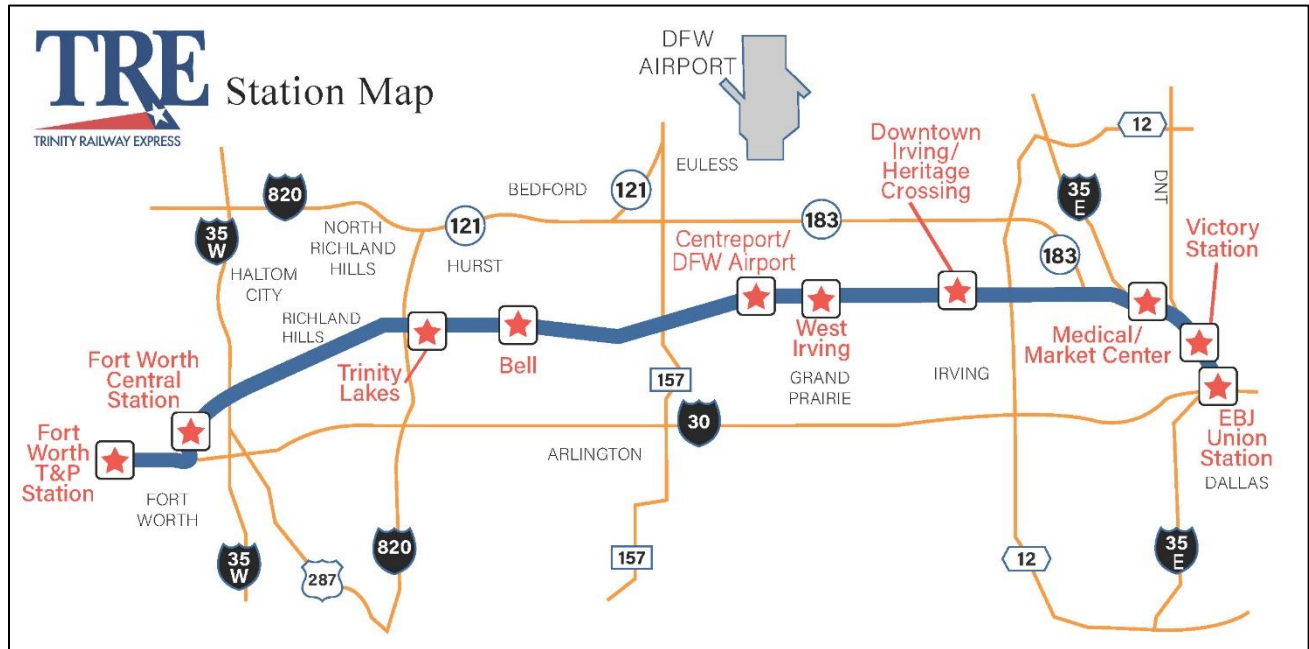 TRE
TRINITY RAILWAY EXPRESS
Station Map
DFW
AIRPORT
12
DNT
35
E
Downtown
Irving/
Heritage
Crossing
EULESS
121
BEDFORD
820
35
W
NORTH
RICHLAND
HILLS
121
HURST
183
183
Victory
Station
Centreport/
DFW Airport
HALTOM
CITY
RICHLAND
HILLS
Fort Worth
Central
Station
Trinity
Lakes
Bell
West
Irving
GRAND
PRAIRIE
IRVING
Medical/
Market Center
157
30
ARLINGTON
EBJ
Union
Station
DALLAS
Fort
Worth
T&P
Station
FORT
WORTH
35
W
287
820
157
12
35
E